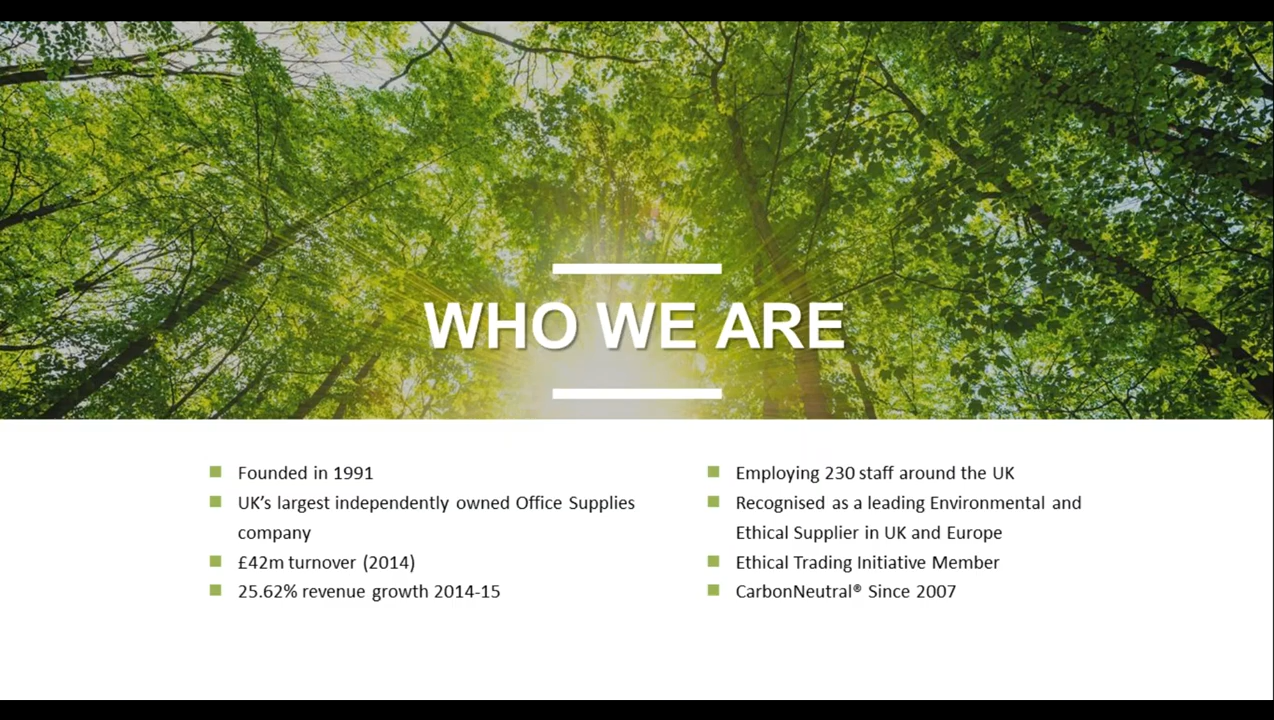 WHO WE ARE
Founded in 1991
UK’s largest independently owned Office Supplies
company
£42m turnover (2014)
25.62% revenue growth 2014-15
Employing 230 staff around the UK
Recognised as a leading Environmental and
Ethical Supplier in UK and Europe
Ethical Trading Initiative Member
CarbonNeutral® Since 2007